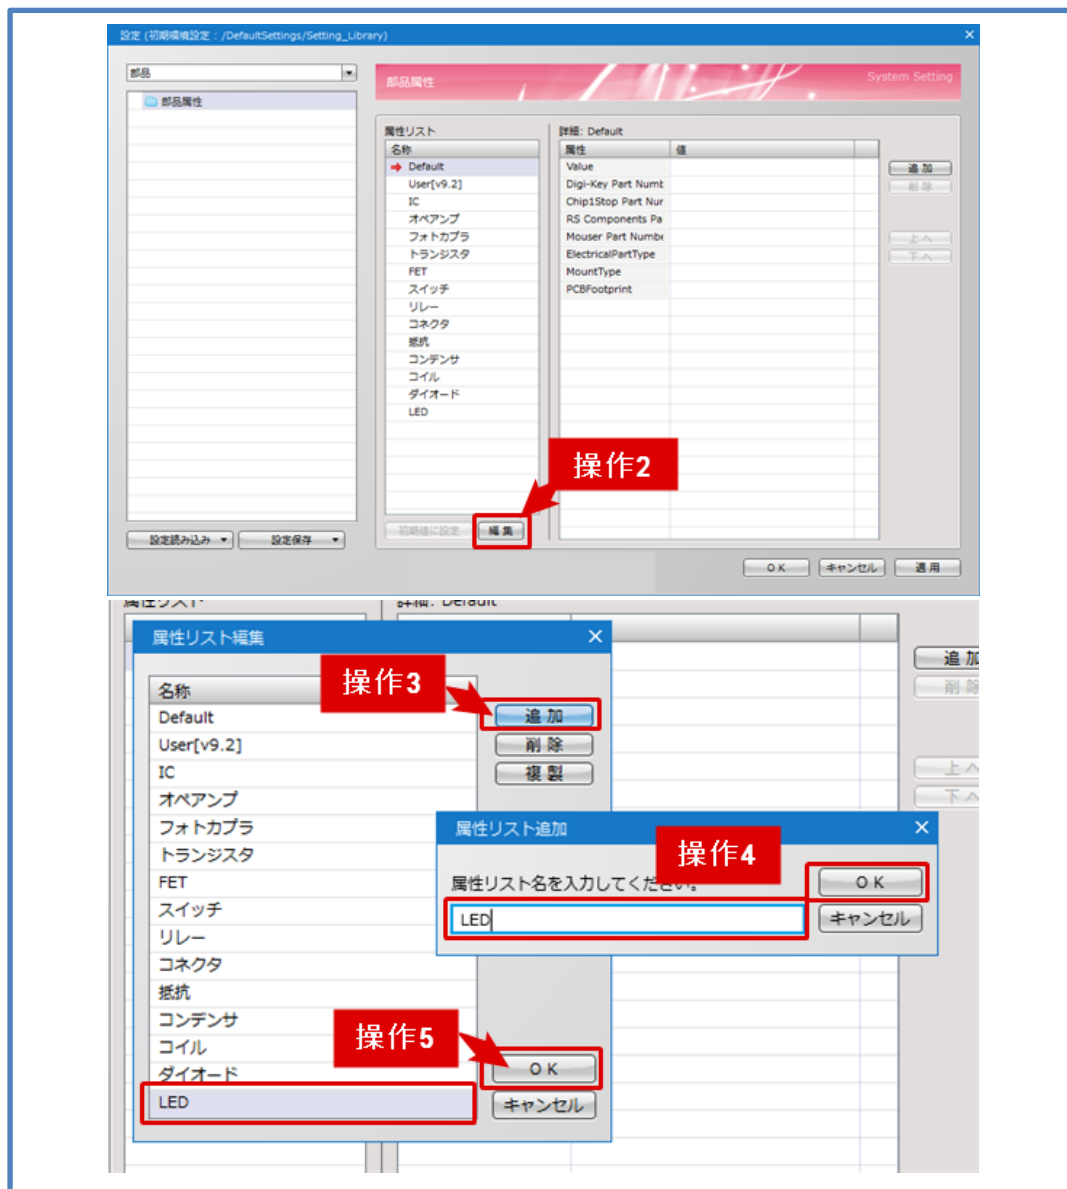 設定 (初期環境設定 : /DefaultSettings/Setting_Library)
部品
部品属性
部品属性
System Setting
属性リスト
名称
Default
User[v9.2]
IC
オペアンプ
フォトカプラ
トランジスタ
FET
スイッチ
リレー
コネクタ
抵抗
コンデンサ
コイル
ダイオード
LED
詳細: Default
属性 値
Value
Digi-Key Part Numb
Chip1Stop Part Nur
RS Components Pa
Mouser Part Numbe
ElectricalPartType
MountType
PCBFootprint
追加
削除
上へ
下へ
操作2
初期値に設定
編集
設定読み込み
設定保存
OK
キャンセル
適用
属性リスト
詳細: Default
属性リスト編集
名称
Default
User[v9.2]
IC
オペアンプ
フォトカプラ
トランジスタ
FET
スイッチ
リレー
コネクタ
抵抗
コンデンサ
コイル
ダイオード
LED
操作3
追加
削除
複製
追加
削除
上へ
下へ
属性リスト追加
操作4
属性リスト名を入力してください。
LED
OK
キャンセル
操作5
OK
キャンセル